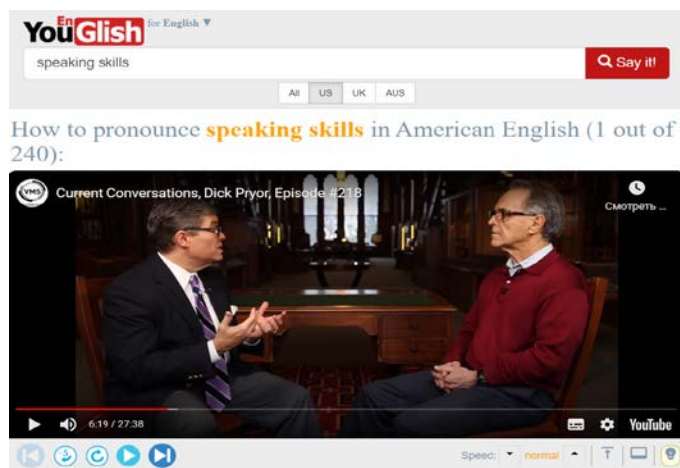 YouGlish
En
for English ▼
speaking skills
Say it!
All US UK AUS
How to pronounce speaking skills in American English (1 out of
240):
VMS
Current Conversations, Dick Pryor, Episode #218
Смотреть ...
6:19 / 27:38
YouTube
Speed: normal